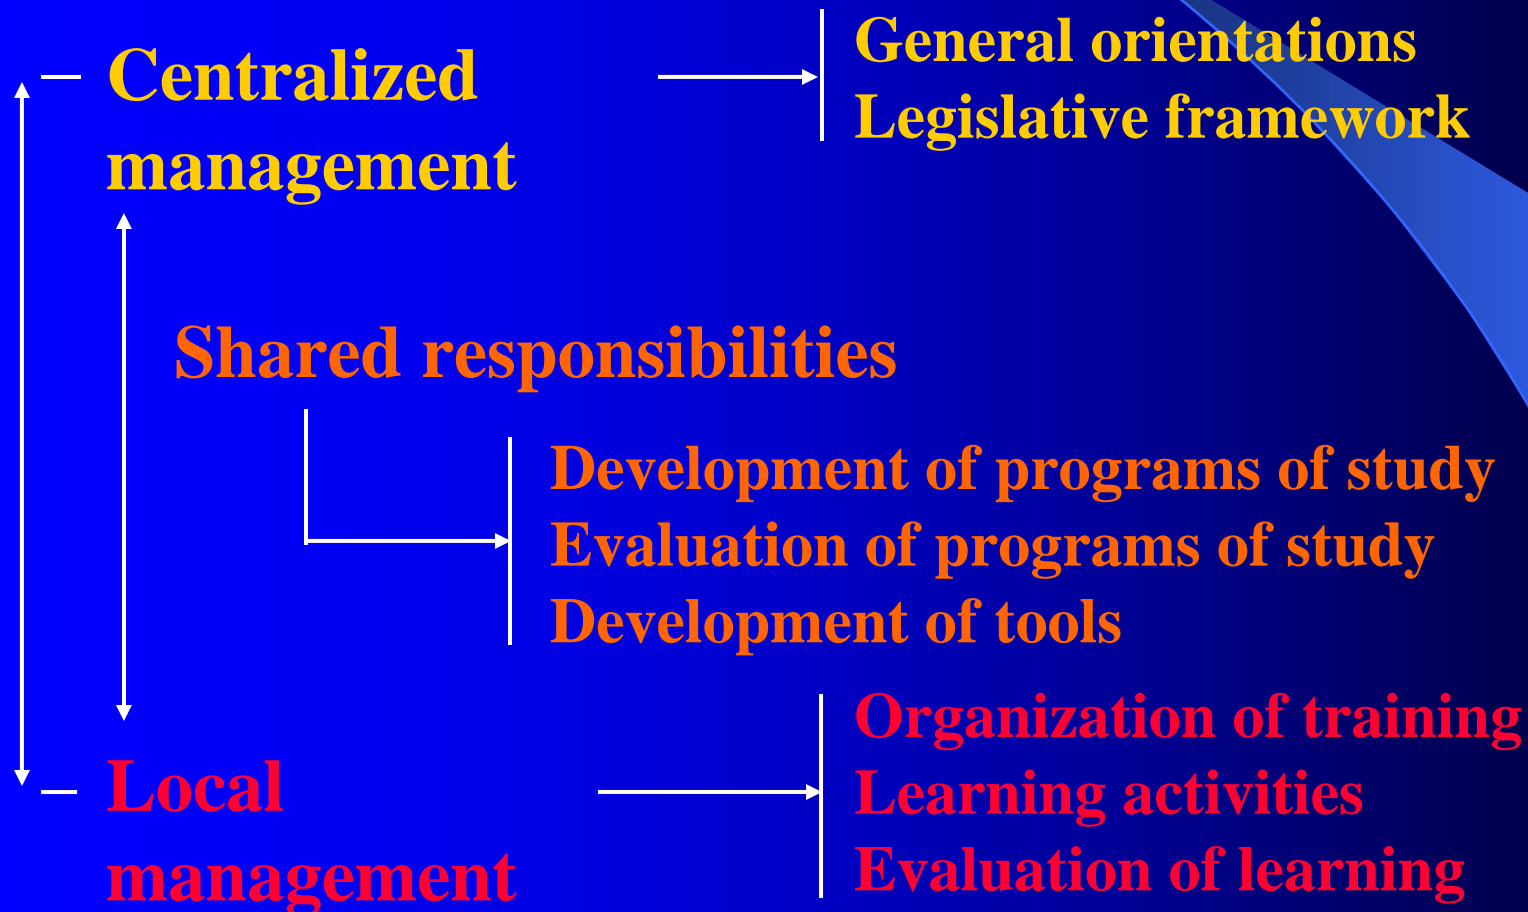 Centralized
management
General orientations
Legislative framework
Shared responsibilities
Development of programs of study
Evaluation of programs of study
Development of tools
Local
management
Organization of training
Learning activities
Evaluation of learning